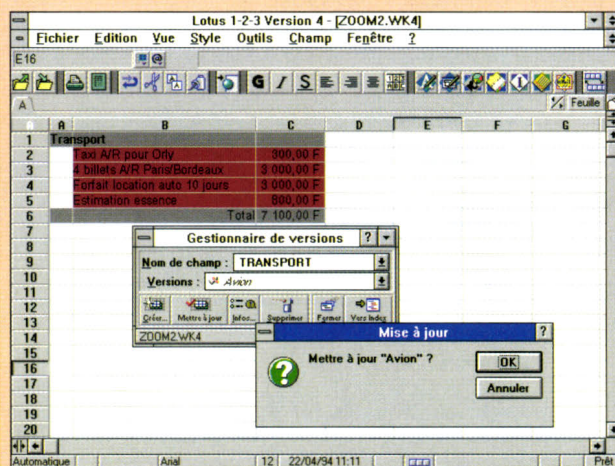 Lotus 1-2-3 Version 4 - [ZOOM2.WK4]
Fichier Edition Vue Style Outils Champ Fenêtre ?
E16
A
Feuille
A B C D E F G
1 Transport
2 Taxi A/R pour Orly 300,00 F
3 4 billets A/R Paris/Bordeaux 3 000,00 F
4 Forfait location auto 10 jours 3 000,00 F
5 Estimation essence 800,00 F
6 Total 7 100,00 F
7
8
9
10
11
12
13
14
15
16
17
18
19
20
Gestionnaire de versions ?
Nom de champ : TRANSPORT
Versions : Avion
Créer... Mettre à jour Infos... Supprimer Fermer Vers Index
ZOOM2.WK4
Mise à jour ?
Mettre à jour "Avion" ?
OK
Annuler
Automatique Arial 12 22/04/94 11:11 Prêt